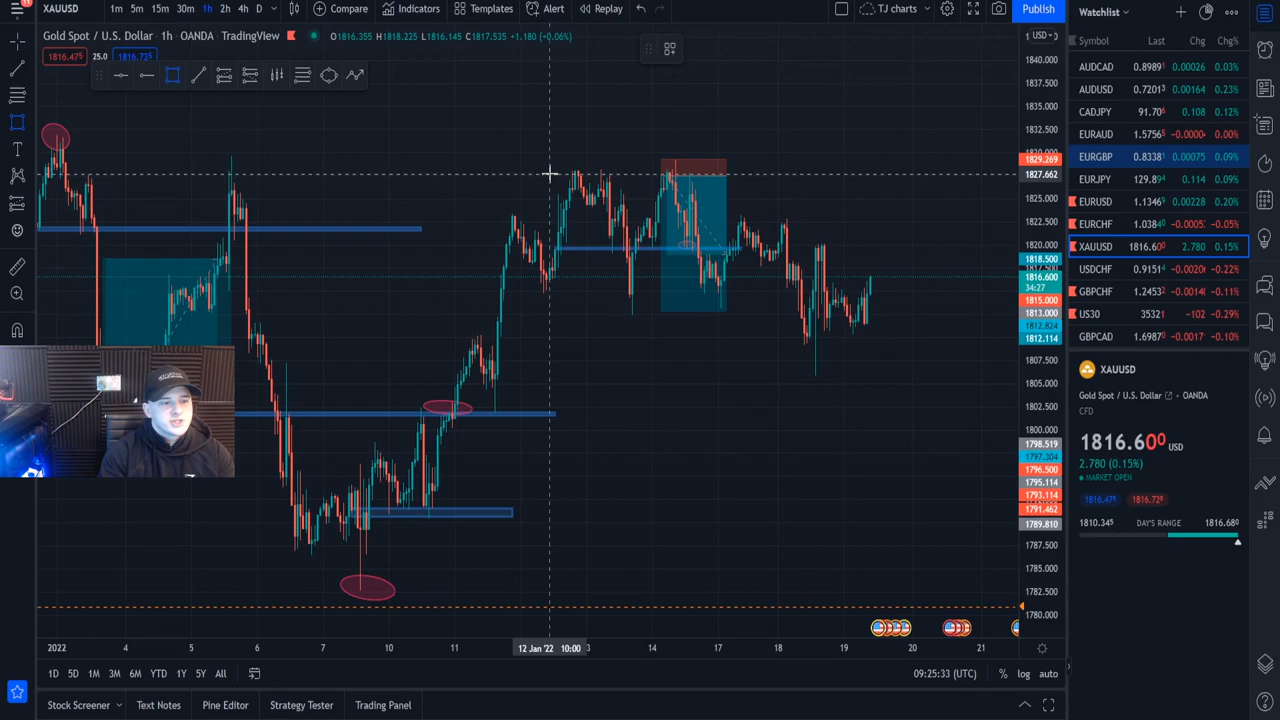 XAUUSD 1m 5m 15m 30m 1h 2h 4h D Compare Indicators Templates Alert Replay TJ charts Publish
Gold Spot / U.S. Dollar • 1h • OANDA TradingView O1816.355 H1818.225 L1816.145 C1817.535 +1.180 (+0.06%)
1816.475 25.0 1816.725
USD
1840.000
1837.500
1835.000
1832.500
1829.269
1827.662
1825.000
1822.500
1820.000
1818.500
1816.600
34:27
1815.000
1813.000
1812.824
1812.114
1807.500
1805.000
1802.500
1800.000
1798.519
1797.304
1796.500
1795.114
1793.114
1791.462
1789.810
1787.500
1785.000
1782.500
1780.000
2022 4 5 6 7 10 11 12 Jan '22 10:00 3 14 17 18 19 20 21
1D 5D 1M 3M 6M YTD 1Y 5Y All 09:25:33 (UTC) % log auto
Stock Screener Text Notes Pine Editor Strategy Tester Trading Panel
Watchlist
Symbol Last Chg Chg%
AUDCAD 0.89891 0.00026 0.03%
AUDUSD 0.72013 0.00164 0.23%
CADJPY 91.706 0.108 0.12%
EURAUD 1.5756 -0.0000 0.00%
EURGBP 0.83381 0.00075 0.09%
EURJPY 129.894 0.114 0.09%
EURUSD 1.13469 0.00228 0.20%
EURCHF 1.0384 -0.0005 -0.05%
XAUUSD 1816.600 2.780 0.15%
USDCHF 0.91514 -0.0020 -0.22%
GBPCHF 1.24532 -0.0014 -0.11%
US30 35321 -102 -0.29%
GBPCAD 1.69870 -0.0017 -0.10%
XAUUSD
Gold Spot / U.S. Dollar • OANDA
CFD
1816.600 USD
2.780 (0.15%)
MARKET OPEN
1816.475 1816.725
1810.345 DAY'S RANGE 1816.680